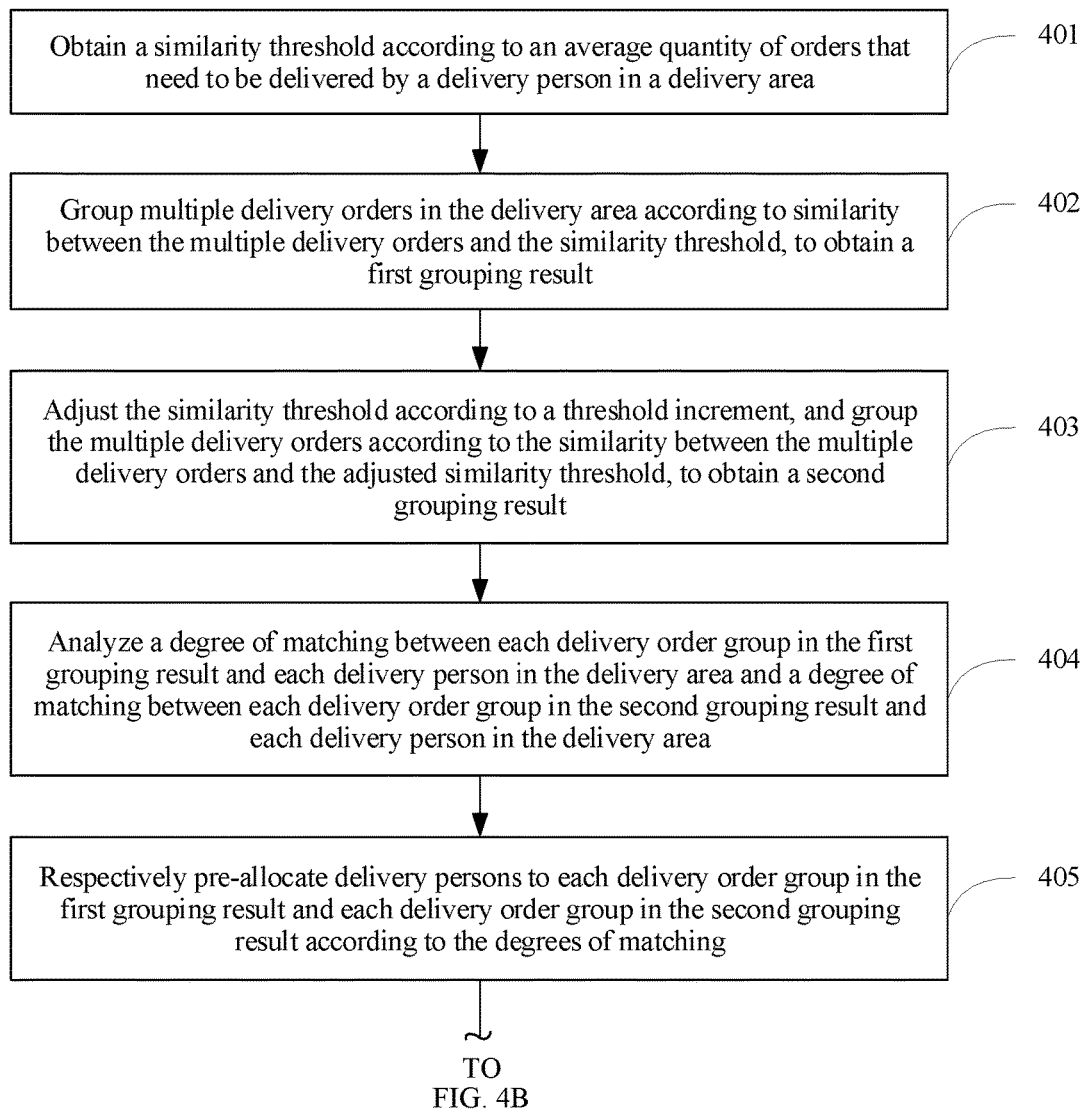 Obtain a similarity threshold according to an average quantity of orders that
need to be delivered by a delivery person in a delivery area
401
Group multiple delivery orders in the delivery area according to similarity
between the multiple delivery orders and the similarity threshold, to obtain a
first grouping result
402
Adjust the similarity threshold according to a threshold increment, and group
the multiple delivery orders according to the similarity between the multiple
delivery orders and the adjusted similarity threshold, to obtain a second
grouping result
403
Analyze a degree of matching between each delivery order group in the first
grouping result and each delivery person in the delivery area and a degree of
matching between each delivery order group in the second grouping result and
each delivery person in the delivery area
404
Respectively pre-allocate delivery persons to each delivery order group in the
first grouping result and each delivery order group in the second grouping
result according to the degrees of matching
405
TO
FIG. 4B